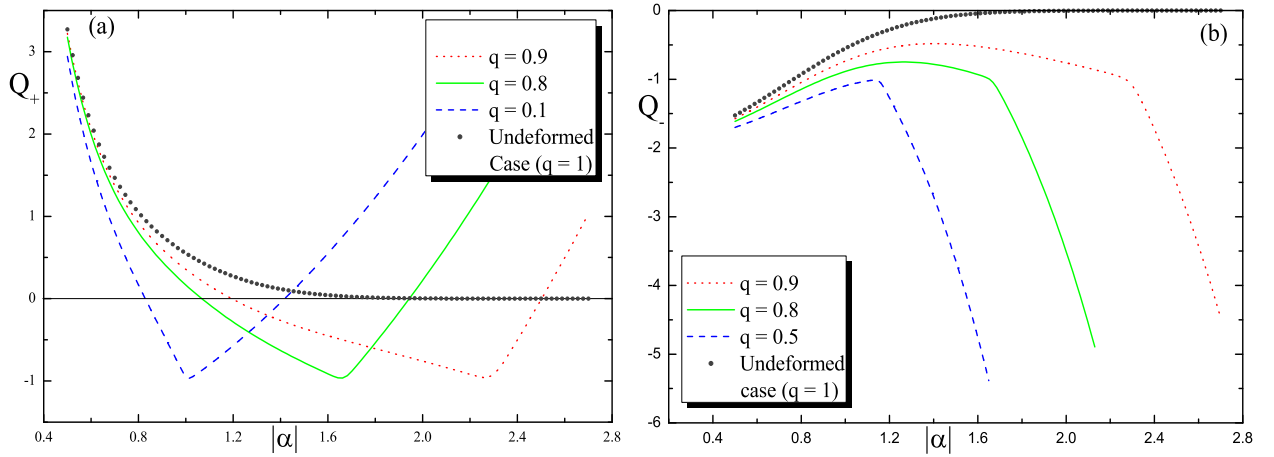 (a)
3
2
1
0
-1
Q+
q = 0.9
q = 0.8
q = 0.1
Undeformed
Case (q = 1)
0.4 0.8 1.2 1.6 2.0 2.4 2.8
|α|
(b)
0
-1
-2
-3
-4
-5
-6
Q-
q = 0.9
q = 0.8
q = 0.5
Undeformed
case (q = 1)
0.4 0.8 1.2 1.6 2.0 2.4 2.8
|α|